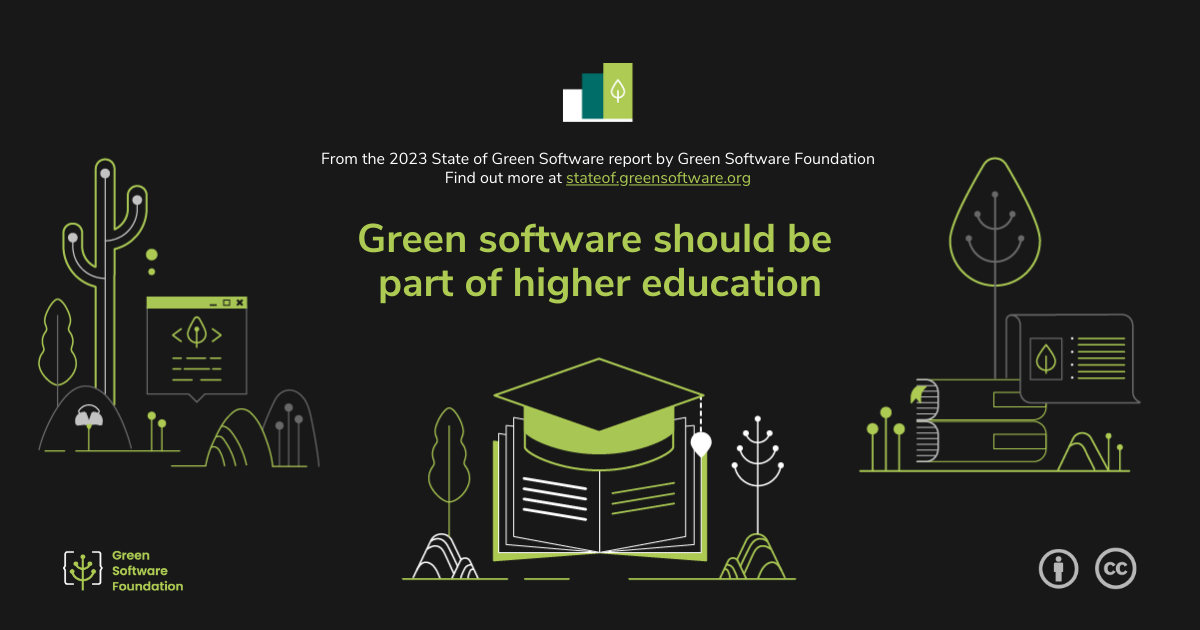 From the 2023 State of Green Software report by Green Software Foundation
Find out more at stateof.greensoftware.org
Green software should be
part of higher education
Green
Software
Foundation
cc